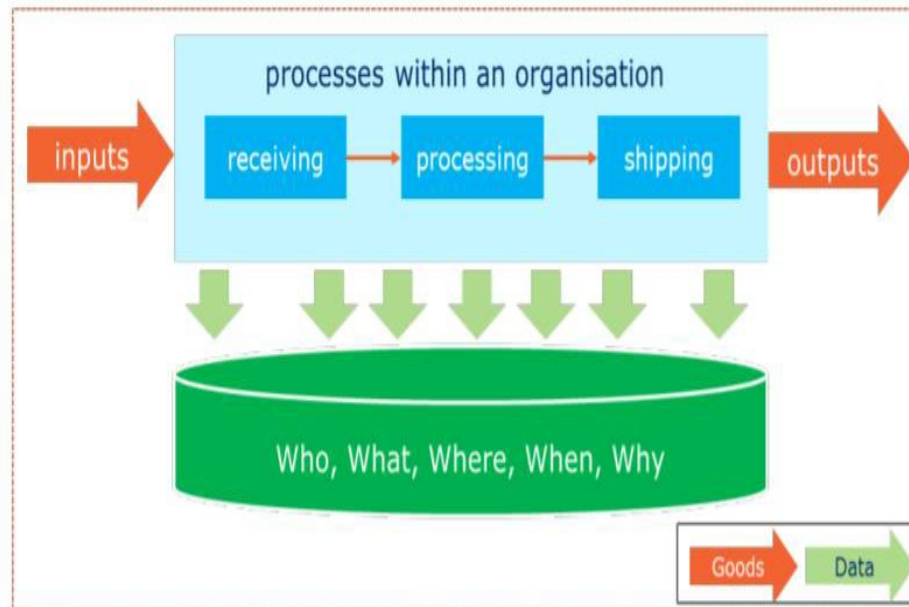 processes within an organisation
inputs
receiving
processing
shipping
outputs
Who, What, Where, When, Why
Goods
Data